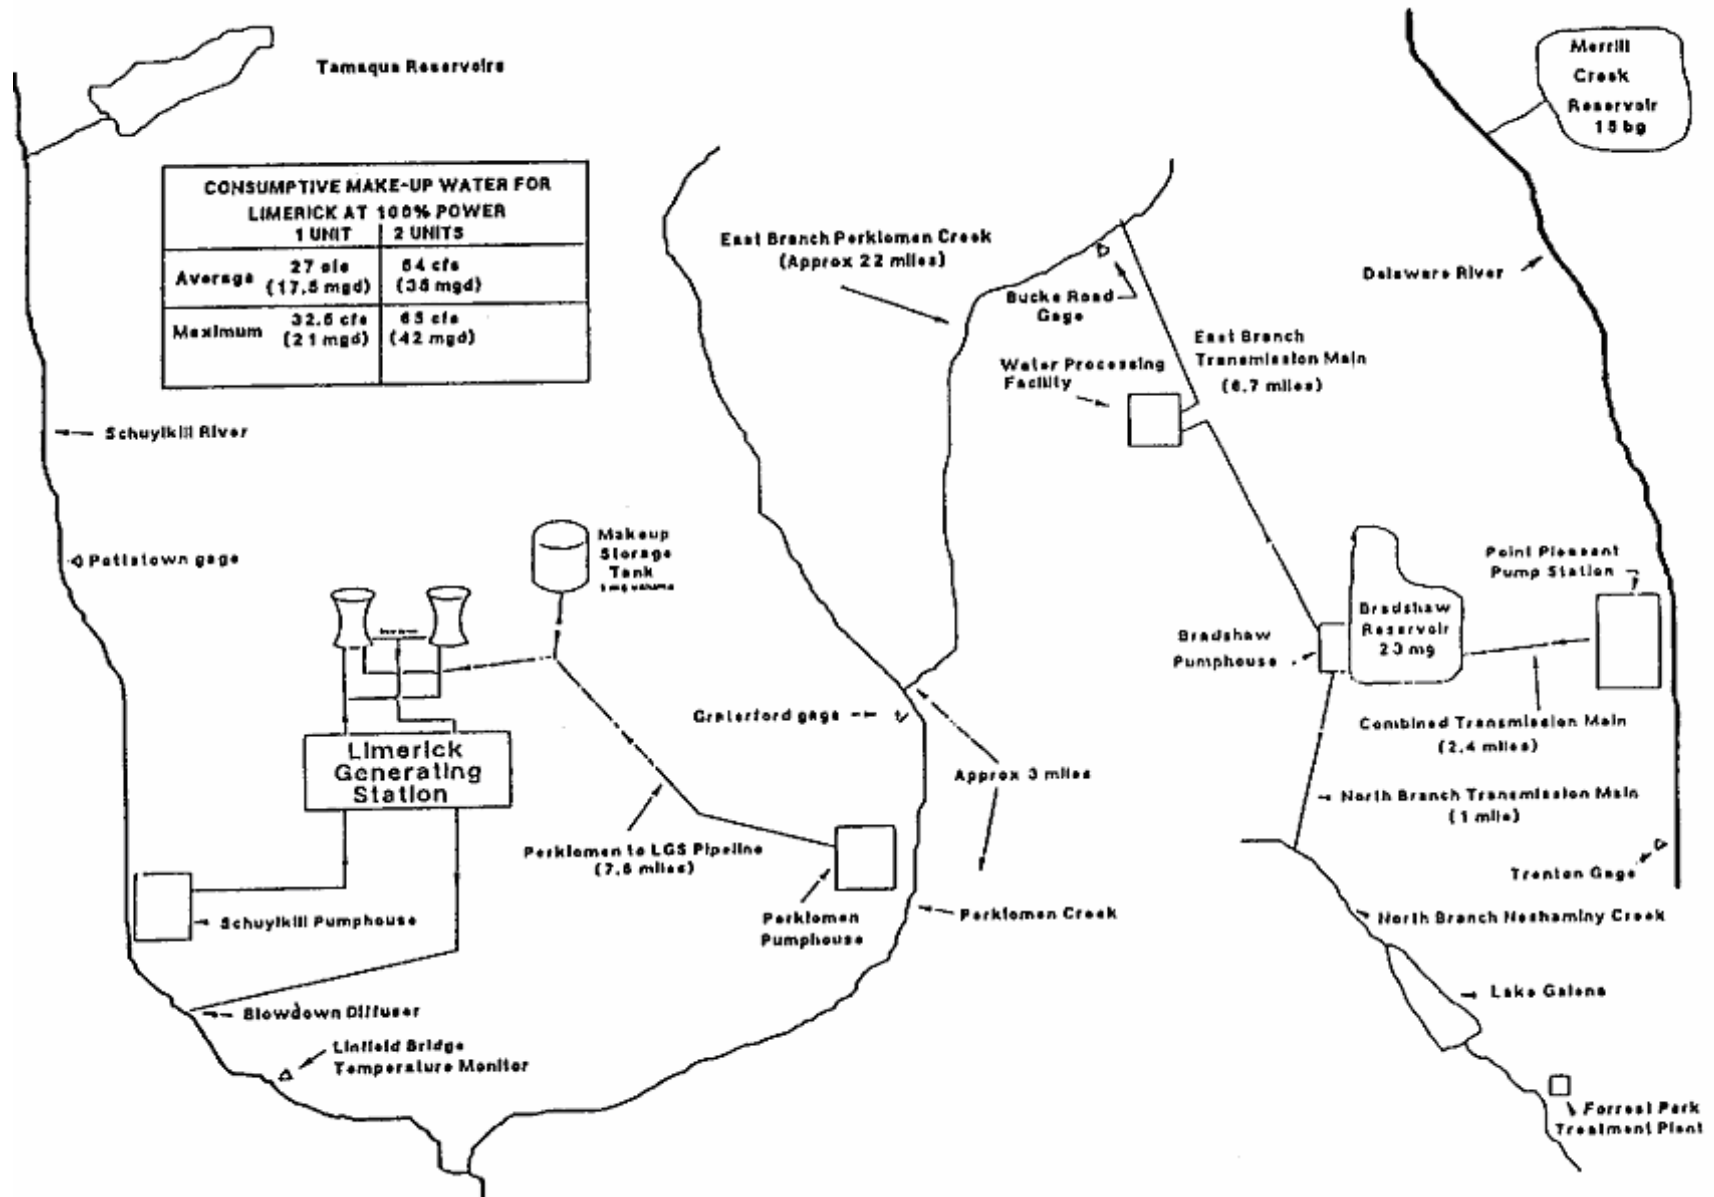 Tamaqua Reservoirs
Merrill
Creek
Reservoir
15 bg
CONSUMPTIVE MAKE-UP WATER FOR
LIMERICK AT 100% POWER
1 UNIT 2 UNITS
Average 27 cfs 54 cfs
(17.5 mgd) (35 mgd)
Maximum 32.5 cfs 65 cfs
(21 mgd) (42 mgd)
East Branch Perkiomen Creek
(Approx 22 miles)
Bucks Road
Gage
Delaware River
East Branch
Transmission Main
(6.7 miles)
Water Processing
Facility
Schuylkill River
Pottstown gage
Makeup
Storage
Tank
Point Pleasant
Pump Station
Bradshaw
Reservoir
23 mg
Bradshaw
Pumphouse
Graterford gage
Combined Transmission Main
(2.4 miles)
Limerick
Generating
Station
Approx 3 miles
North Branch Transmission Main
(1 mile)
Perkiomen to LGS Pipeline
(7.5 miles)
Trenton Gage
Schuylkill Pumphouse
Perkiomen
Pumphouse
Perkiomen Creek
North Branch Neshaminy Creek
Blowdown Diffuser
Lake Galena
Linfield Bridge
Temperature Monitor
Forrest Park
Treatment Plant